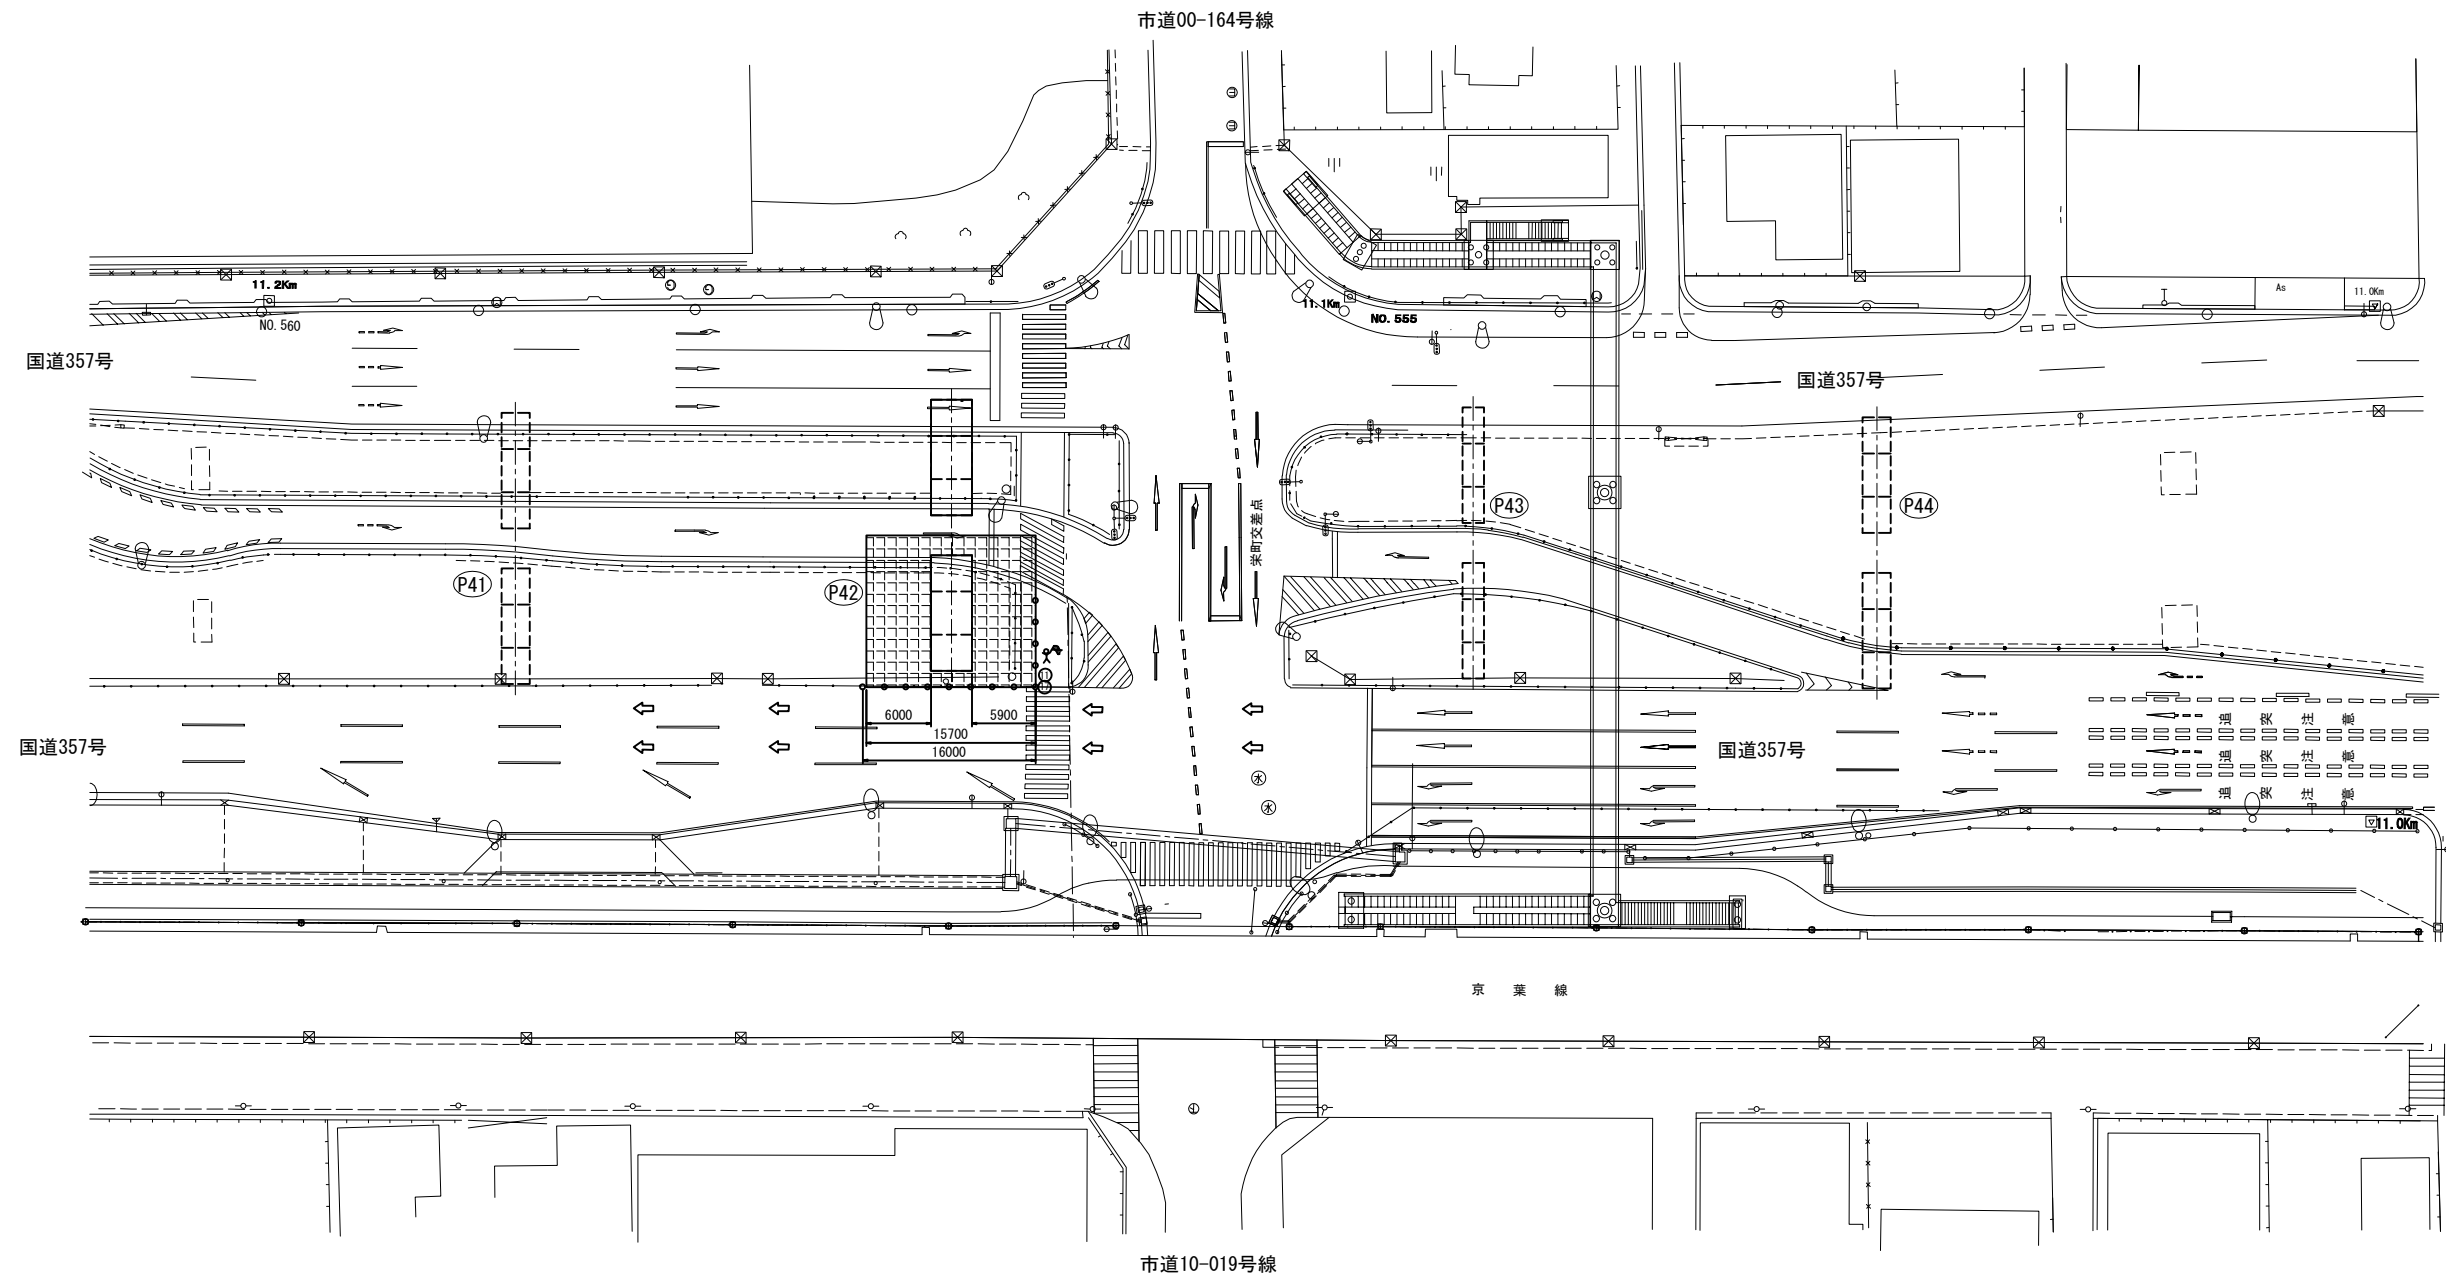 市道00-164号線
11.2Km
NO.560
11.1Km
NO.555
As
11.0Km
国道357号
国道357号
P41
P42
栄町交差点
P43
P44
6000
5900
15700
16000
国道357号
国道357号
追 突 注 意
追 突 注 意
追 突 注 意
水
水
11.0Km
京 葉 線
市道10-019号線